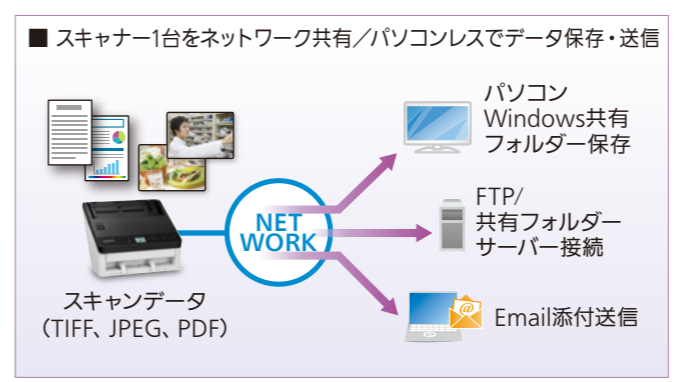 ■ スキャナー1台をネットワーク共有／パソコンレスでデータ保存・送信
パソコン
Windows共有
フォルダー保存
NET
WORK
FTP/
共有フォルダー
サーバー接続
スキャンデータ
（TIFF、JPEG、PDF）
Email添付送信